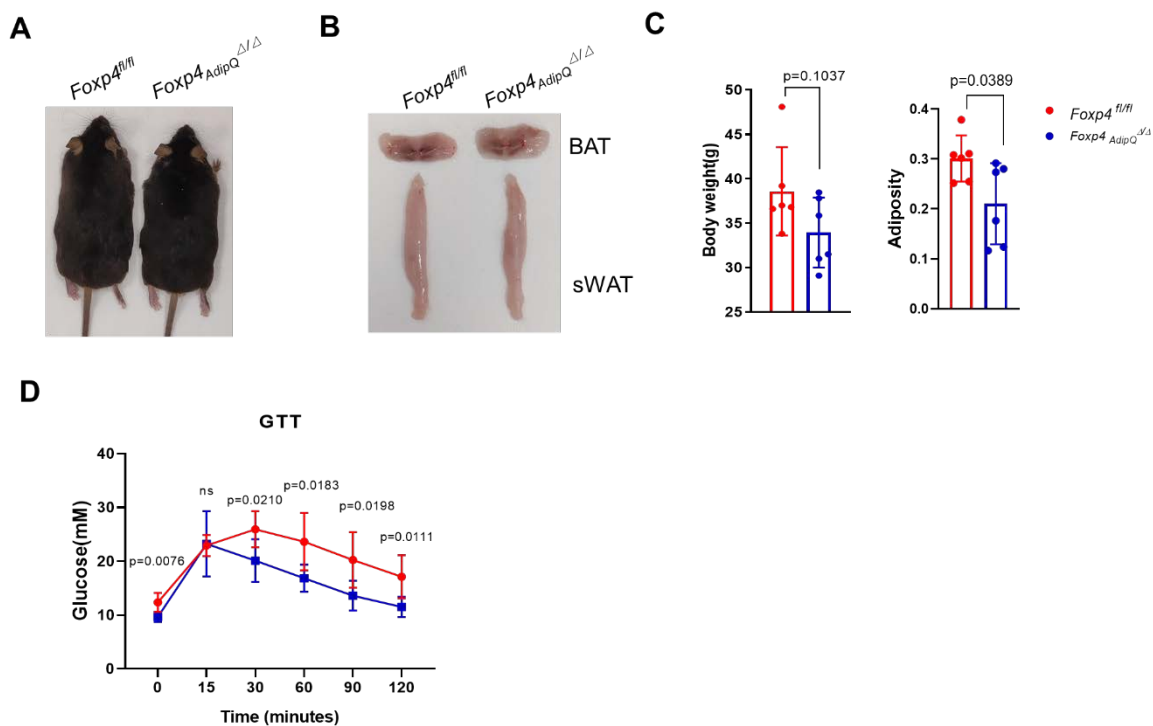 A
Foxp4fl/fl
Foxp4AdipQΔ/Δ
B
Foxp4fl/fl
Foxp4AdipQΔ/Δ
BAT
sWAT
C
p=0.1037
50
45
40
35
30
25
Body weight(g)
p=0.0389
0.4
0.3
0.2
0.1
0.0
Adiposity
Foxp4 fl/fl
Foxp4 AdipQ Δ/Δ
D
GTT
40
30
20
10
0
Glucose(mM)
p=0.0076
ns
p=0.0210
p=0.0183
p=0.0198
p=0.0111
0 15 30 60 90 120
Time (minutes)